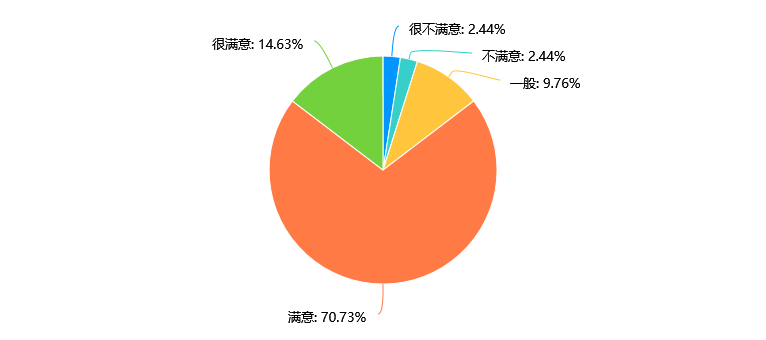 很不满意: 2.44%
很满意: 14.63%
不满意: 2.44%
一般: 9.76%
满意: 70.73%